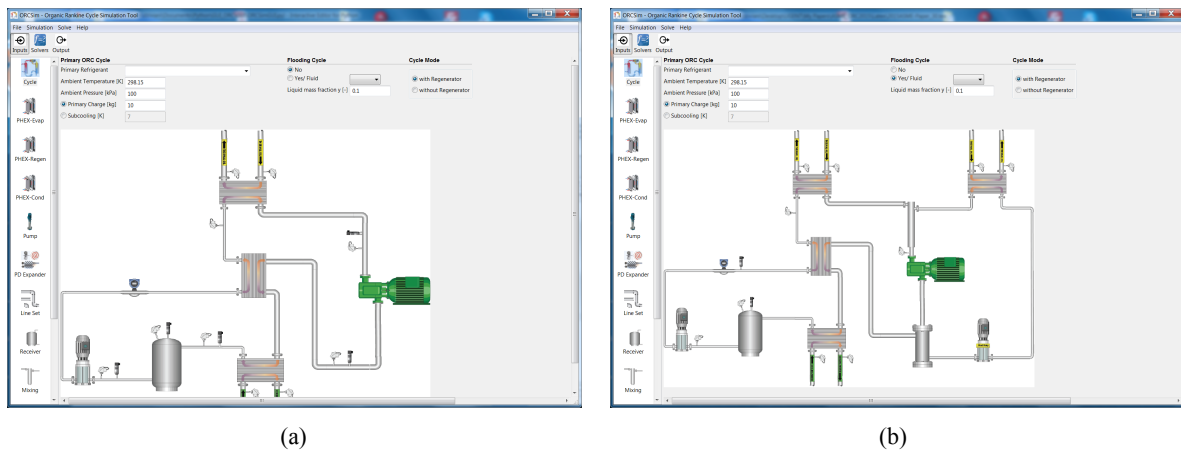 ORCSim - Organic Rankine Cycle Simulation Tool
File Simulation Solve Help
Inputs Solvers Output
Primary ORC Cycle
Flooding Cycle
Cycle Mode
Primary Refrigerant
No
Ambient Temperature [K] 298.15
Yes/ Fluid
with Regenerator
Ambient Pressure [kPa] 100
Liquid mass fraction y [-] 0.1
without Regenerator
Primary Charge [kg] 10
Subcooling [K] 7
Cycle
PHEX-Evap
PHEX-Regen
PHEX-Cond
Pump
PD Expander
Line Set
Receiver
Mixing
(a)
ORCSim - Organic Rankine Cycle Simulation Tool
File Simulation Solve Help
Inputs Solvers Output
Primary ORC Cycle
Flooding Cycle
Cycle Mode
Primary Refrigerant
No
Ambient Temperature [K] 298.15
Yes/ Fluid
with Regenerator
Ambient Pressure [kPa] 100
Liquid mass fraction y [-] 0.1
without Regenerator
Primary Charge [kg] 10
Subcooling [K] 7
Cycle
PHEX-Evap
PHEX-Regen
PHEX-Cond
Pump
PD Expander
Line Set
Receiver
Mixing
(b)